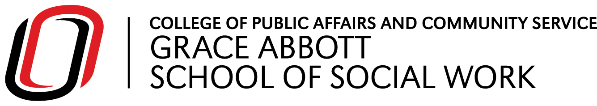 COLLEGE OF PUBLIC AFFAIRS AND COMMUNITY SERVICE
GRACE ABBOTT
SCHOOL OF SOCIAL WORK